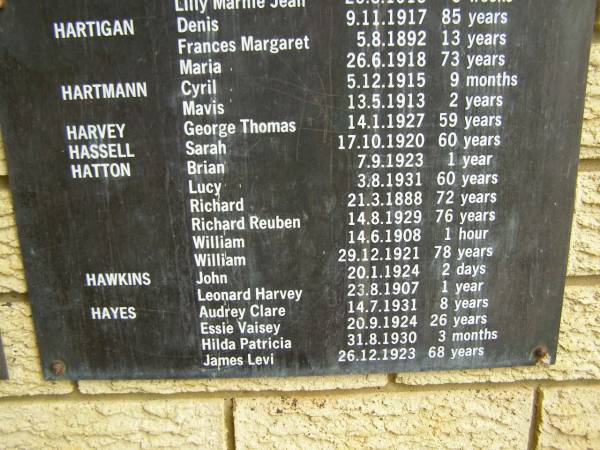 Lilly Marnie Jean
HARTIGAN Denis 9.11.1917 85 years
Frances Margaret 5.8.1892 13 years
Maria 26.6.1918 73 years
HARTMANN Cyril 5.12.1915 9 months
Mavis 13.5.1913 2 years
HARVEY George Thomas 14.1.1927 59 years
HASSELL Sarah 17.10.1920 60 years
HATTON Brian 7.9.1923 1 year
Lucy 3.8.1931 60 years
Richard 21.3.1888 72 years
Richard Reuben 14.8.1929 76 years
William 14.6.1908 1 hour
William 29.12.1921 78 years
HAWKINS John 20.1.1924 2 days
Leonard Harvey 23.8.1907 1 year
HAYES Audrey Clare 14.7.1931 8 years
Essie Vaisey 20.9.1924 26 years
Hilda Patricia 31.8.1930 3 months
James Levi 26.12.1923 68 years